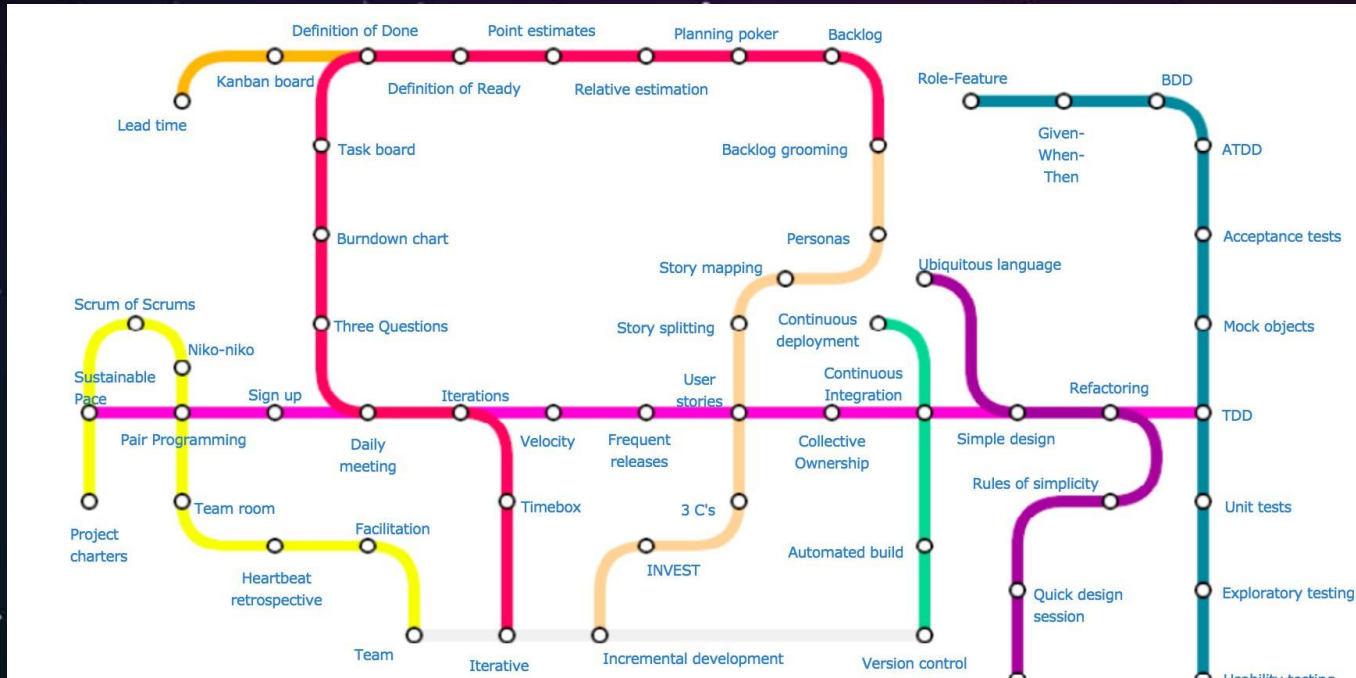 Definition of Done
Point estimates
Planning poker
Backlog
Kanban board
Definition of Ready
Relative estimation
Lead time
Role-Feature
BDD
Given-
When-
Then
Task board
Backlog grooming
ATDD
Burndown chart
Personas
Acceptance tests
Story mapping
Ubiquitous language
Scrum of Scrums
Three Questions
Story splitting
Continuous
deployment
Mock objects
Niko-niko
Sustainable
Pace
Sign up
Iterations
User
stories
Continuous
Integration
Refactoring
Pair Programming
Daily
meeting
Velocity
Frequent
releases
Collective
Ownership
Simple design
TDD
Rules of simplicity
Project
charters
Team room
Timebox
3 C's
Unit tests
Facilitation
Heartbeat
retrospective
INVEST
Automated build
Quick design
session
Exploratory testing
Team
Iterative
Incremental development
Version control
Usability testing